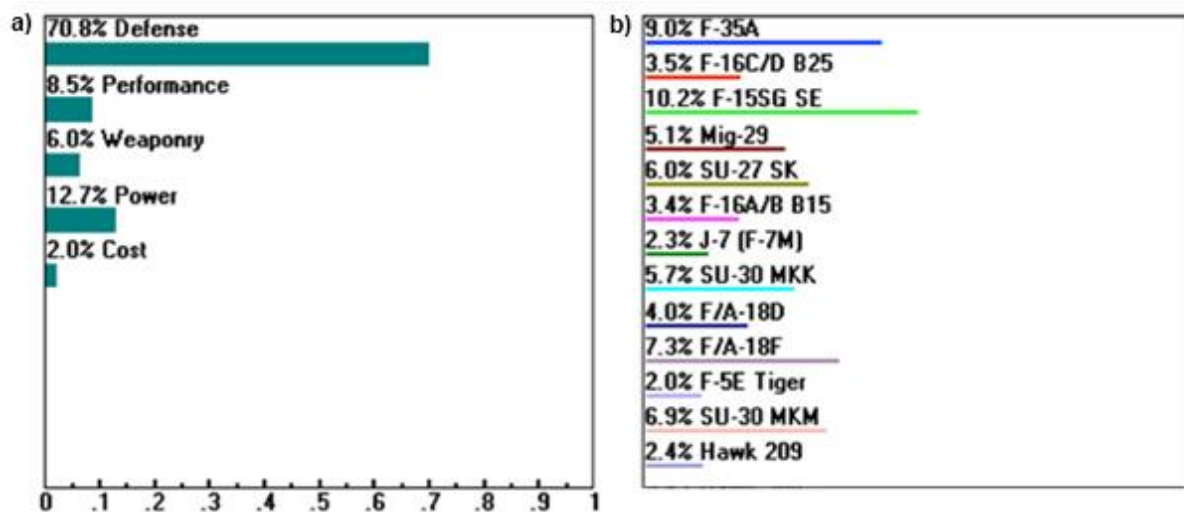 a)
70.8% Defense
8.5% Performance
6.0% Weaponry
12.7% Power
2.0% Cost
0 .1 .2 .3 .4 .5 .6 .7 .8 .9 1
b)
9.0% F-35A
3.5% F-16C/D B25
10.2% F-15SG SE
5.1% Mig-29
6.0% SU-27 SK
3.4% F-16A/B B15
2.3% J-7 (F-7M)
5.7% SU-30 MKK
4.0% F/A-18D
7.3% F/A-18F
2.0% F-5E Tiger
6.9% SU-30 MKM
2.4% Hawk 209